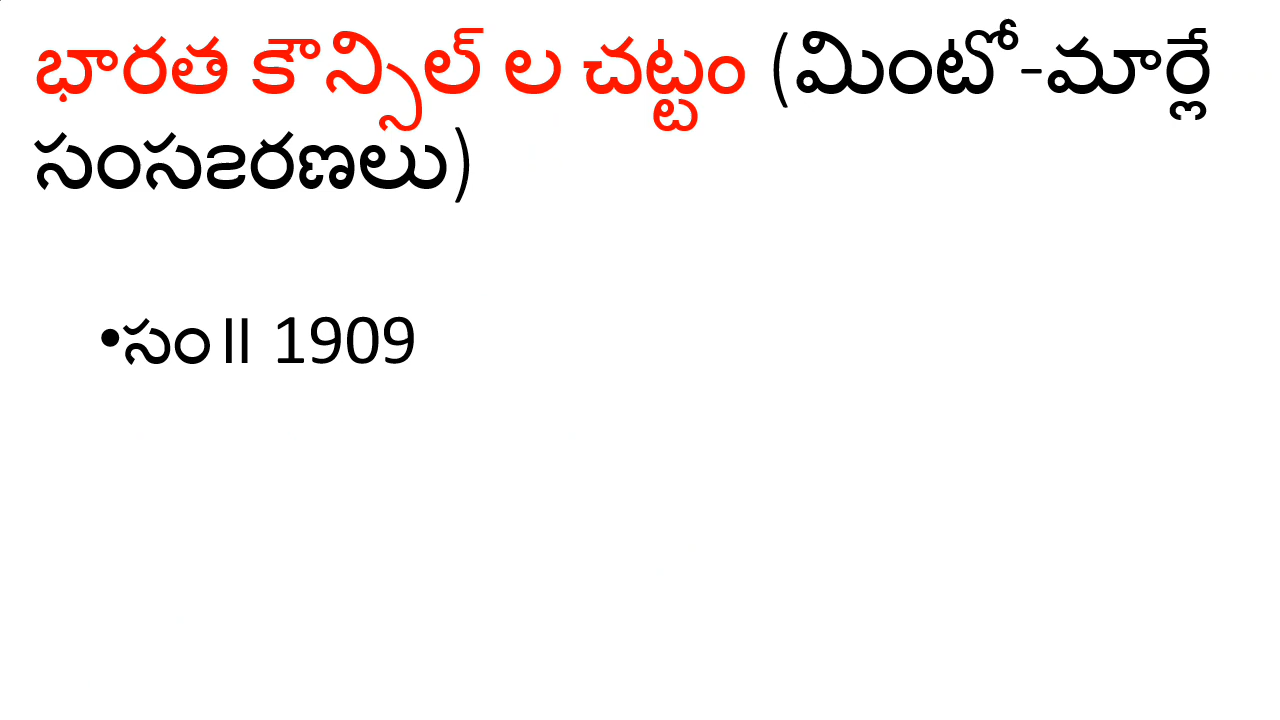 భారత కౌన్సిల్ ల చట్టం (మింటో-మార్లే
సంసఽరణలు)
•సం॥ 1909